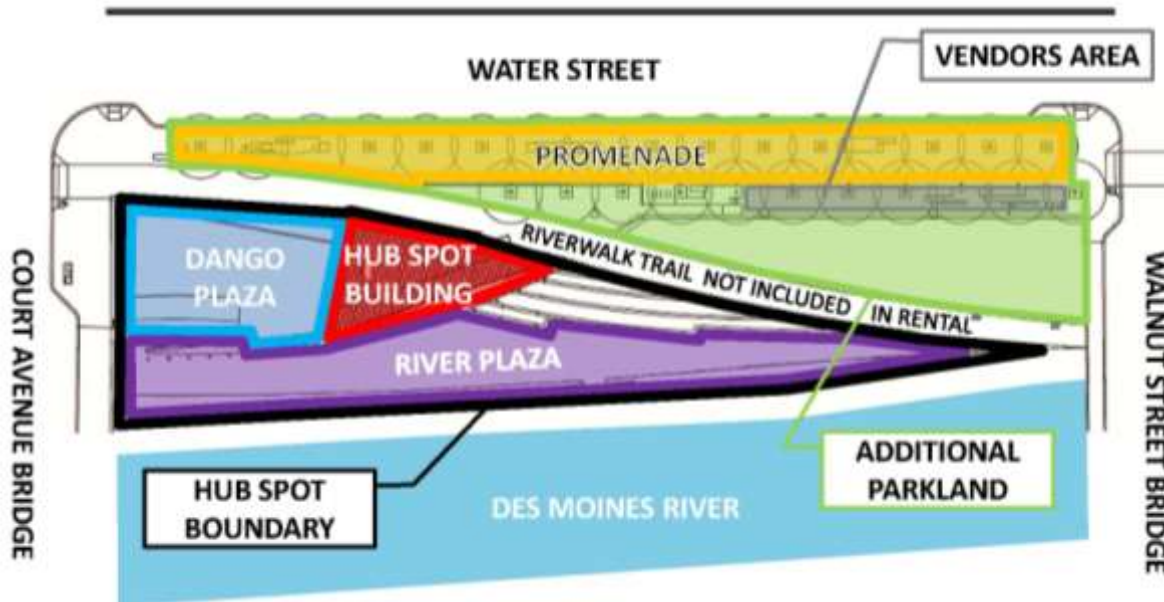 WATER STREET
VENDORS AREA
PROMENADE
DANGO
PLAZA
HUB SPOT
BUILDING
RIVERWALK TRAIL NOT INCLUDED IN RENTAL
RIVER PLAZA
COURT AVENUE BRIDGE
WALNUT STREET BRIDGE
HUB SPOT
BOUNDARY
DES MOINES RIVER
ADDITIONAL
PARKLAND